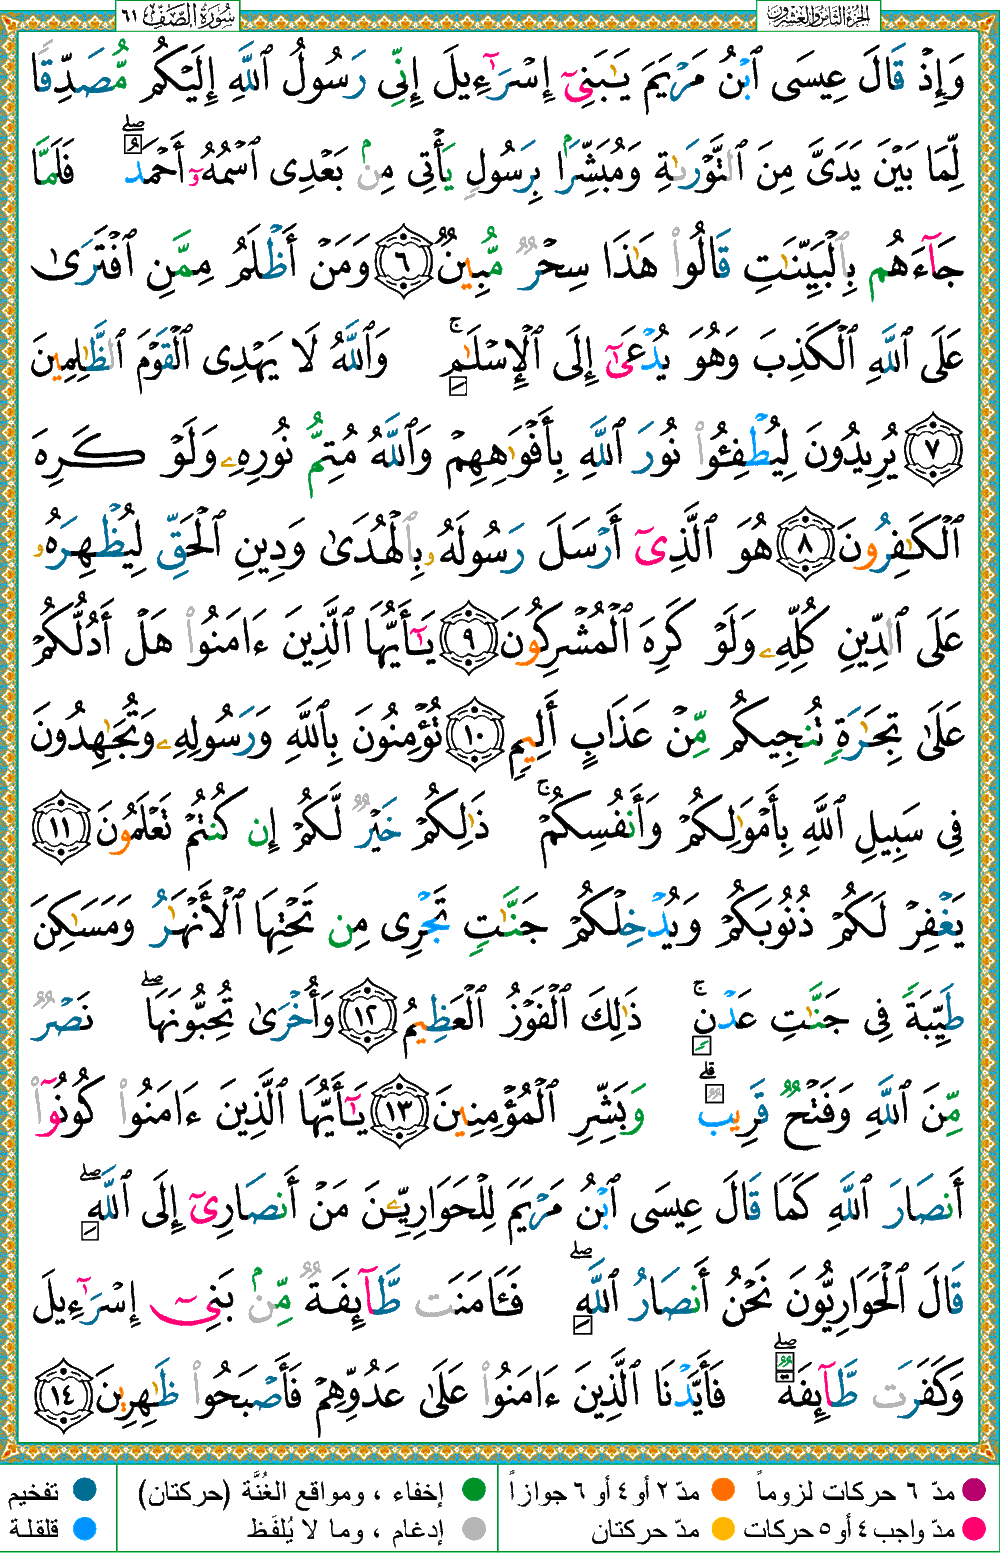 سُورَةُ الصَّفِّ ٦١
الجزء الثامن والعشرون
وَإِذْ قَالَ عِيسَى ٱبْنُ مَرْيَمَ يَـٰبَنِىٓ إِسْرَٰٓءِيلَ إِنِّى رَسُولُ ٱللَّهِ إِلَيْكُم مُّصَدِّقًا
لِّمَا بَيْنَ يَدَىَّ مِنَ ٱلتَّوْرَىٰةِ وَمُبَشِّرًۢا بِرَسُولٍ يَأْتِى مِنۢ بَعْدِى ٱسْمُهُۥٓ أَحْمَدُ ۖ فَلَمَّا
جَآءَهُم بِٱلْبَيِّنَـٰتِ قَالُوا۟ هَـٰذَا سِحْرٌ مُّبِينٌ ٦ وَمَنْ أَظْلَمُ مِمَّنِ ٱفْتَرَىٰ
عَلَى ٱللَّهِ ٱلْكَذِبَ وَهُوَ يُدْعَىٰٓ إِلَى ٱلْإِسْلَـٰمِ ۚ وَٱللَّهُ لَا يَهْدِى ٱلْقَوْمَ ٱلظَّـٰلِمِينَ
٧ يُرِيدُونَ لِيُطْفِـُٔوا۟ نُورَ ٱللَّهِ بِأَفْوَٰهِهِمْ وَٱللَّهُ مُتِمُّ نُورِهِۦ وَلَوْ كَرِهَ
ٱلْكَـٰفِرُونَ ٨ هُوَ ٱلَّذِىٓ أَرْسَلَ رَسُولَهُۥ بِٱلْهُدَىٰ وَدِينِ ٱلْحَقِّ لِيُظْهِرَهُۥ
عَلَى ٱلدِّينِ كُلِّهِۦ وَلَوْ كَرِهَ ٱلْمُشْرِكُونَ ٩ يَـٰٓأَيُّهَا ٱلَّذِينَ ءَامَنُوا۟ هَلْ أَدُلُّكُمْ
عَلَىٰ تِجَـٰرَةٍ تُنجِيكُم مِّنْ عَذَابٍ أَلِيمٍ ١٠ تُؤْمِنُونَ بِٱللَّهِ وَرَسُولِهِۦ وَتُجَـٰهِدُونَ
فِى سَبِيلِ ٱللَّهِ بِأَمْوَٰلِكُمْ وَأَنفُسِكُمْ ۚ ذَٰلِكُمْ خَيْرٌ لَّكُمْ إِن كُنتُمْ تَعْلَمُونَ ١١
يَغْفِرْ لَكُمْ ذُنُوبَكُمْ وَيُدْخِلْكُمْ جَنَّـٰتٍ تَجْرِى مِن تَحْتِهَا ٱلْأَنْهَـٰرُ وَمَسَـٰكِنَ
طَيِّبَةً فِى جَنَّـٰتِ عَدْنٍ ۚ ذَٰلِكَ ٱلْفَوْزُ ٱلْعَظِيمُ ١٢ وَأُخْرَىٰ تُحِبُّونَهَا ۖ نَصْرٌ
مِّنَ ٱللَّهِ وَفَتْحٌ قَرِيبٌ ۗ وَبَشِّرِ ٱلْمُؤْمِنِينَ ١٣ يَـٰٓأَيُّهَا ٱلَّذِينَ ءَامَنُوا۟ كُونُوٓا۟
أَنصَارَ ٱللَّهِ كَمَا قَالَ عِيسَى ٱبْنُ مَرْيَمَ لِلْحَوَارِيِّـۧنَ مَنْ أَنصَارِىٓ إِلَى ٱللَّهِ ۖ
قَالَ ٱلْحَوَارِيُّونَ نَحْنُ أَنصَارُ ٱللَّهِ ۖ فَـَٔامَنَت طَّآئِفَةٌ مِّنۢ بَنِىٓ إِسْرَٰٓءِيلَ
وَكَفَرَت طَّآئِفَةٌ ۖ فَأَيَّدْنَا ٱلَّذِينَ ءَامَنُوا۟ عَلَىٰ عَدُوِّهِمْ فَأَصْبَحُوا۟ ظَـٰهِرِينَ ١٤
مدّ ٦ حركات لزوماً مدّ ٢ أو ٤ أو ٦ جوازاً إخفاء ، ومواقع الغُنَّة (حركتان) تفخيم
مدّ واجب ٤ أو ٥ حركات مدّ حركتان إدغام ، وما لا يُلفَظ قلقلة